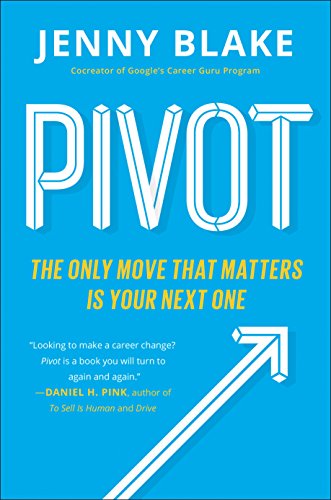 JENNY BLAKE
Cocreator of Google's Career Guru Program
PIVOT
THE ONLY MOVE THAT MATTERS
IS YOUR NEXT ONE
“Looking to make a career change?
Pivot is a book you will turn to
again and again.”
—DANIEL H. PINK, author of
To Sell Is Human and Drive